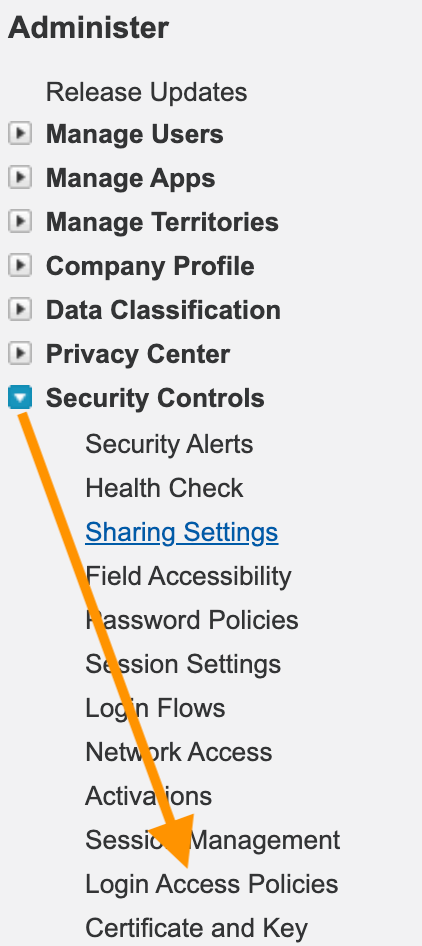 Administer
Release Updates
Manage Users
Manage Apps
Manage Territories
Company Profile
Data Classification
Privacy Center
Security Controls
Security Alerts
Health Check
Sharing Settings
Field Accessibility
Password Policies
Session Settings
Login Flows
Network Access
Activations
Session Management
Login Access Policies
Certificate and Key